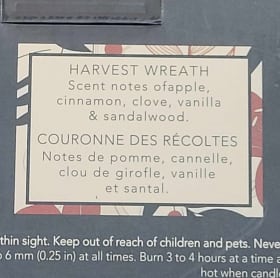 HARVEST WREATH
Scent notes ofapple,
cinnamon, clove, vanilla
& sandalwood.
COURONNE DES RÉCOLTES
Notes de pomme, cannelle,
clou de girofle, vanille
et santal.
thin sight. Keep out of reach of children and pets. Neve
6 mm (0.25 in) at all times. Burn 3 to 4 hours at a time a
hot when candl